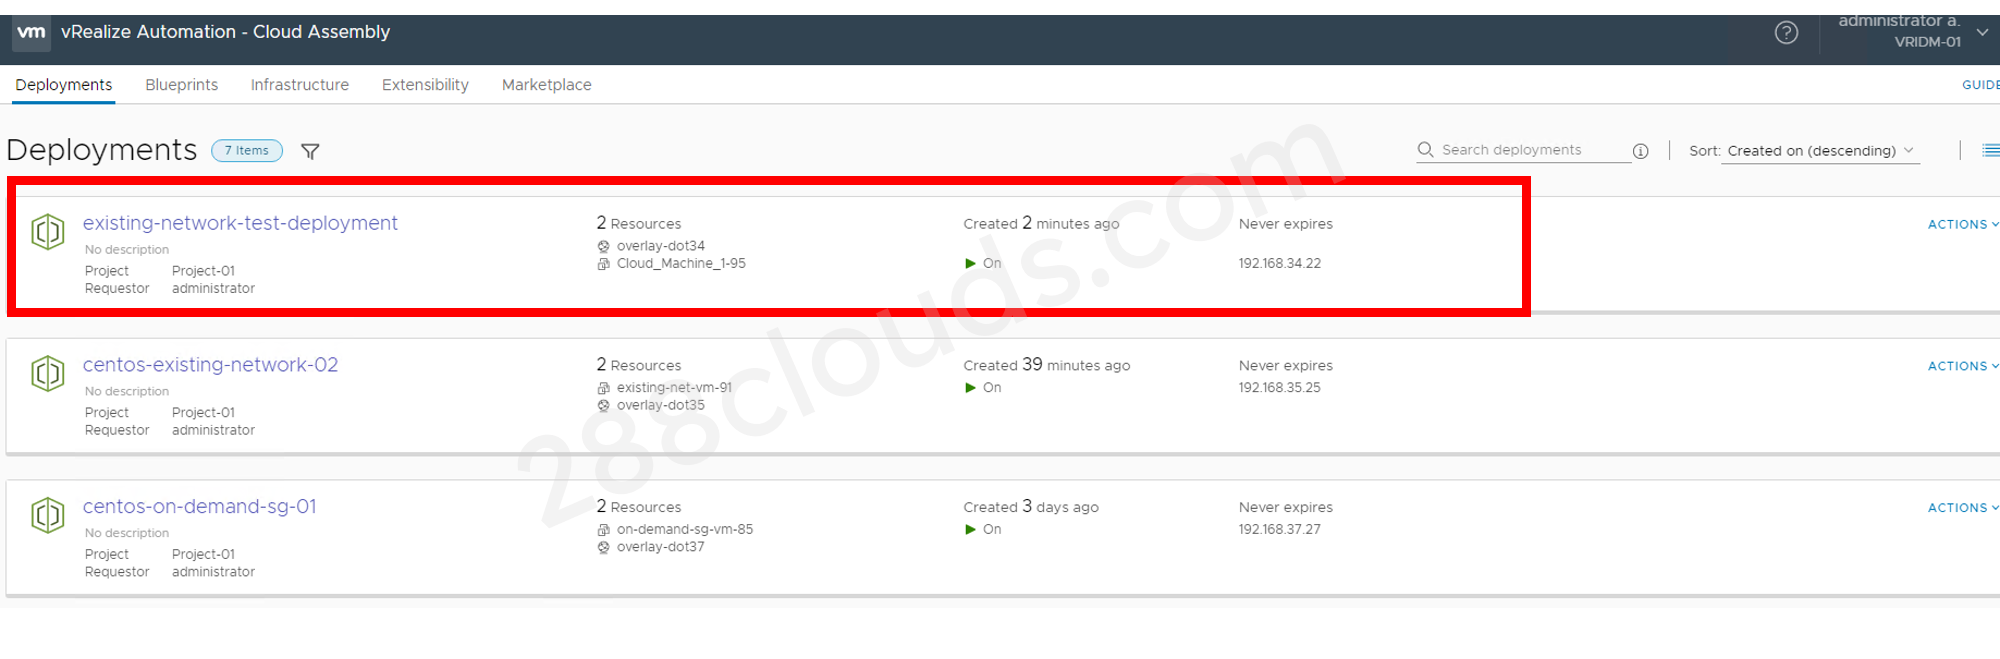 vm vRealize Automation - Cloud Assembly
administrator a.
VRIDM-01
Deployments Blueprints Infrastructure Extensibility Marketplace
GUIDE
Deployments 7 Items
Search deployments
Sort: Created on (descending)
existing-network-test-deployment
No description
Project Project-01
Requestor administrator
2 Resources
overlay-dot34
Cloud_Machine_1-95
Created 2 minutes ago
On
Never expires
192.168.34.22
ACTIONS
centos-existing-network-02
No description
Project Project-01
Requestor administrator
2 Resources
existing-net-vm-91
overlay-dot35
Created 39 minutes ago
On
Never expires
192.168.35.25
ACTIONS
centos-on-demand-sg-01
No description
Project Project-01
Requestor administrator
2 Resources
on-demand-sg-vm-85
overlay-dot37
Created 3 days ago
On
Never expires
192.168.37.27
ACTIONS
288clouds.com